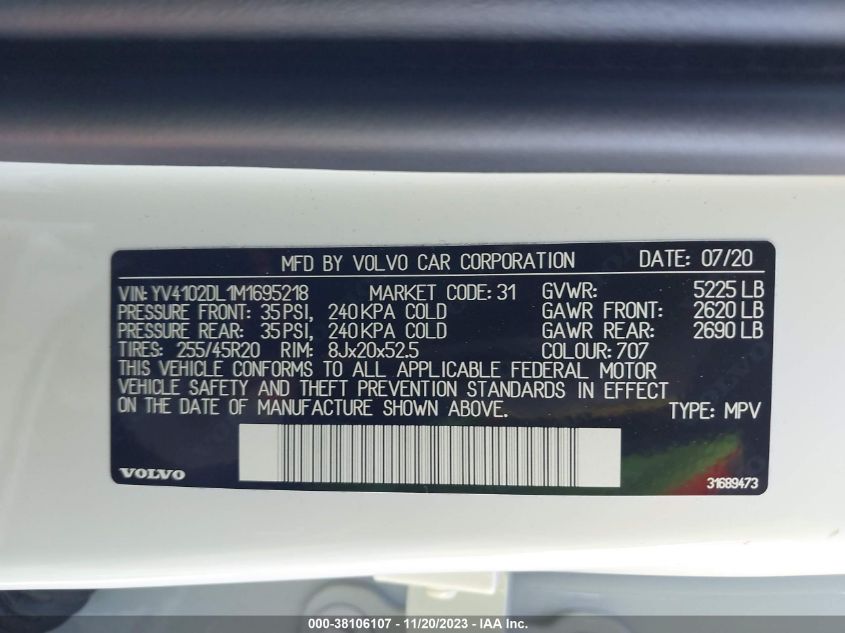 MFD BY VOLVO CAR CORPORATION DATE: 07/20
VIN: YV4102DL1M1695218 MARKET CODE: 31 GVWR: 5225 LB
PRESSURE FRONT: 35 PSI, 240 KPA COLD GAWR FRONT: 2620 LB
PRESSURE REAR: 35 PSI, 240 KPA COLD GAWR REAR: 2690 LB
TIRES: 255/45R20 RIM: 8Jx20x52.5 COLOUR: 707
THIS VEHICLE CONFORMS TO ALL APPLICABLE FEDERAL MOTOR
VEHICLE SAFETY AND THEFT PREVENTION STANDARDS IN EFFECT
ON THE DATE OF MANUFACTURE SHOWN ABOVE. TYPE: MPV
VOLVO 31689473
000-38106107 - 11/20/2023 - IAA Inc.